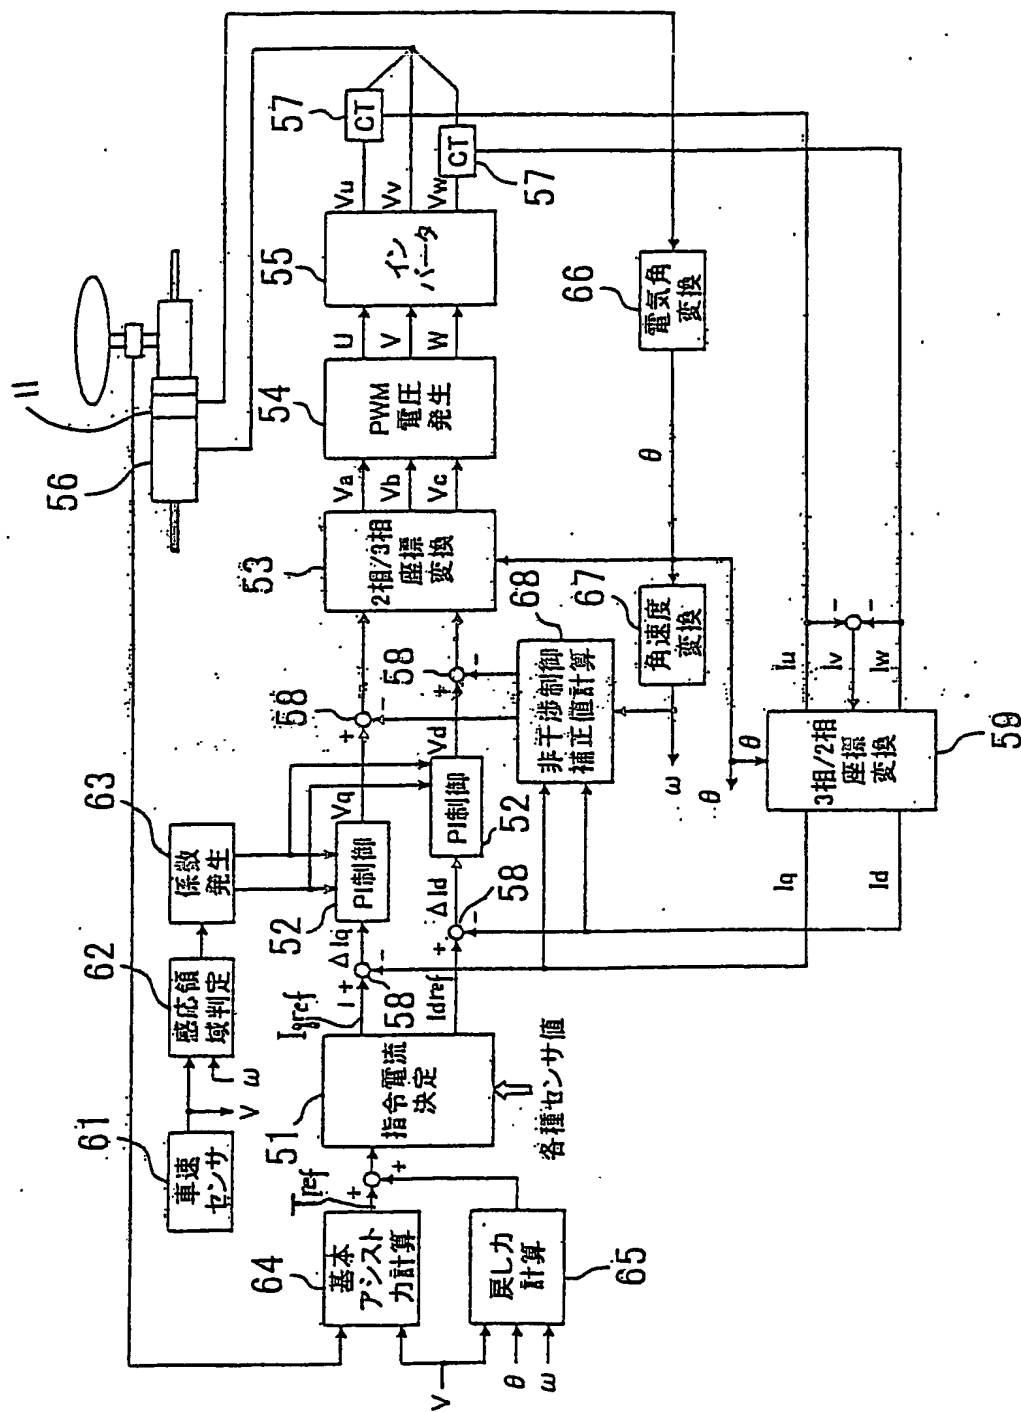 11
56
61
車速
センサ
V
ω
62
感応領
域判定
63
係数
発生
64
基本
アシスト
力計算
Tref
+
+
65
戻し力
計算
V
θ
ω
51
指令電流
決定
各種センサ値
Iqref
Idref
+
-
58
ΔIq
+
-
58
ΔId
52
PI制御
Vq
52
PI制御
Vd
58
+
-
58
+
-
53
2相/3相
座標
変換
Va
Vb
Vc
54
PWM
電圧
発生
U
V
W
55
イン
バータ
Vu
Vv
Vw
57
CT
CT
57
68
非干渉制御
補正値計算
67
角速度
変換
ω
66
電気角
変換
θ
θ
θ
59
3相/2相
座標
変換
Iu
Iv
Iw
-
-
Iq
Id